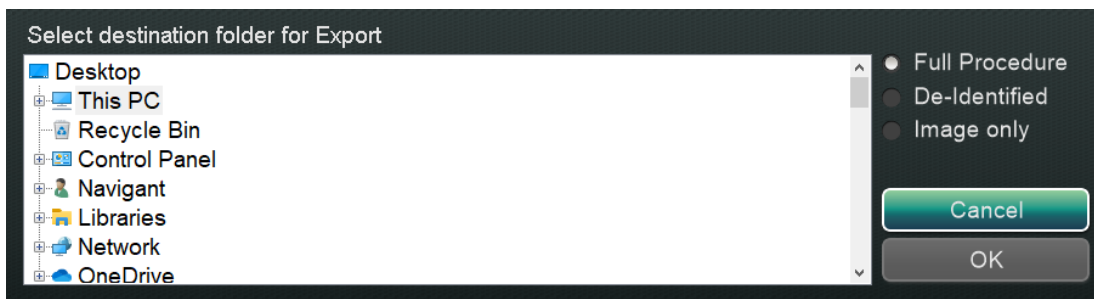 Select destination folder for Export
Desktop
This PC
Recycle Bin
Control Panel
Navigant
Libraries
Network
OneDrive
Full Procedure
De-Identified
Image only
Cancel
OK